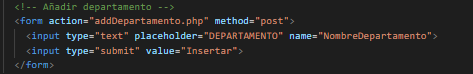 <!-- Añadir departamento -->
<form action="addDepartamento.php" method="post">
<input type="text" placeholder="DEPARTAMENTO" name="NombreDepartamento">
<input type="submit" value="Insertar">
</form>